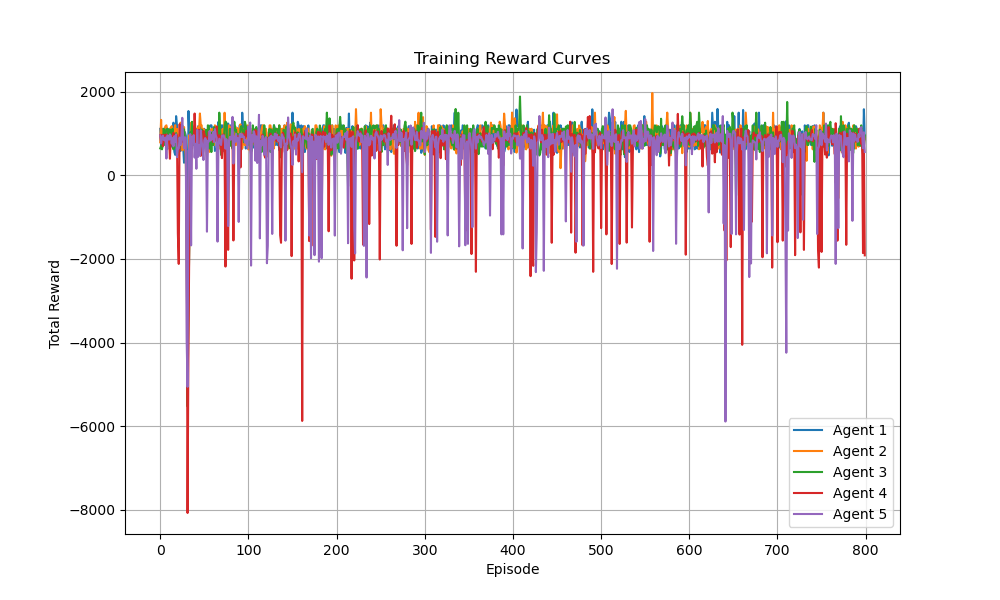 Training Reward Curves
Total Reward
2000
0
−2000
−4000
−6000
−8000
0 100 200 300 400 500 600 700 800
Episode
Agent 1
Agent 2
Agent 3
Agent 4
Agent 5